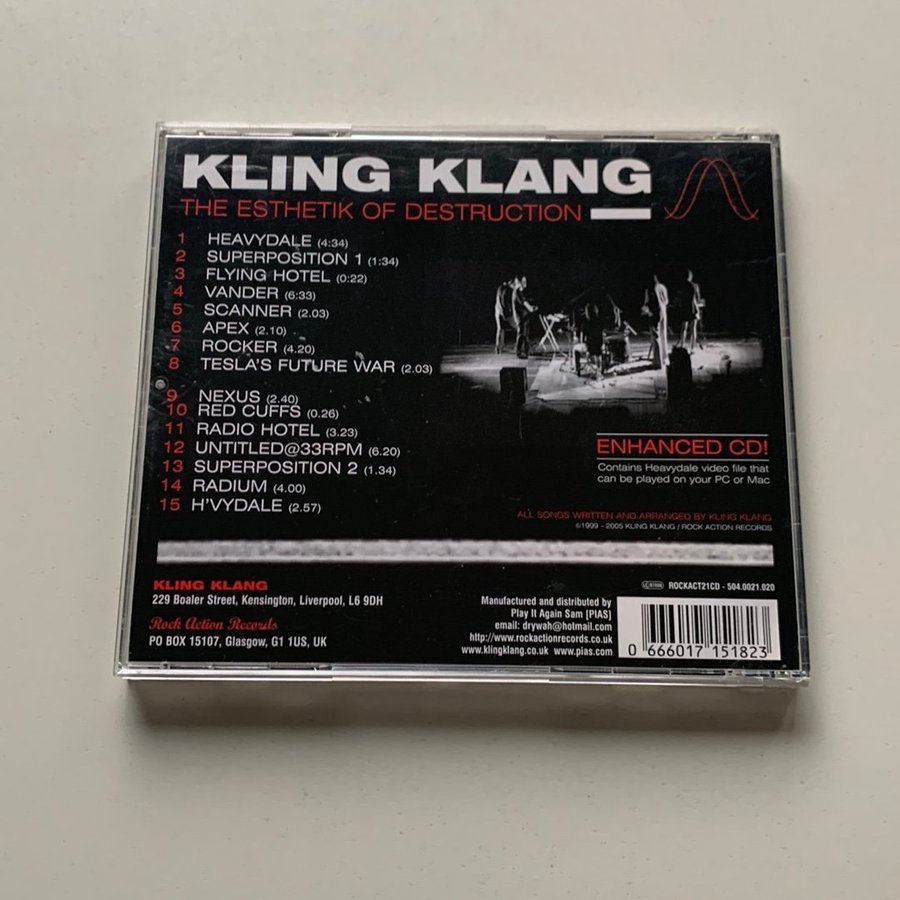 KLING KLANG
THE ESTHETIK OF DESTRUCTION
1 HEAVYDALE (4:34)
2 SUPERPOSITION 1 (1:34)
3 FLYING HOTEL (0:22)
4 VANDER (6:33)
5 SCANNER (2.03)
6 APEX (2.10)
7 ROCKER (4.20)
8 TESLA'S FUTURE WAR (2.03)
9 NEXUS (2.40)
10 RED CUFFS (0.26)
11 RADIO HOTEL (3.23)
12 UNTITLED@33RPM (6.20)
13 SUPERPOSITION 2 (1.34)
14 RADIUM (4.00)
15 H'VYDALE (2.57)
ENHANCED CD!
Contains Heavydale video file that
can be played on your PC or Mac
ALL SONGS WRITTEN AND ARRANGED BY KLING KLANG
©1999 - 2005 KLING KLANG / ROCK ACTION RECORDS
KLING KLANG
229 Boaler Street, Kensington, Liverpool, L6 9DH
Rock Action Records
PO BOX 15107, Glasgow, G1 1US, UK
ROCKACT21CD - 504.0021.020
Manufactured and distributed by
Play It Again Sam [PIAS]
email: drywah@hotmail.com
http://www.rockactionrecords.co.uk
www.klingklang.co.uk www.pias.com
0 666017 151823